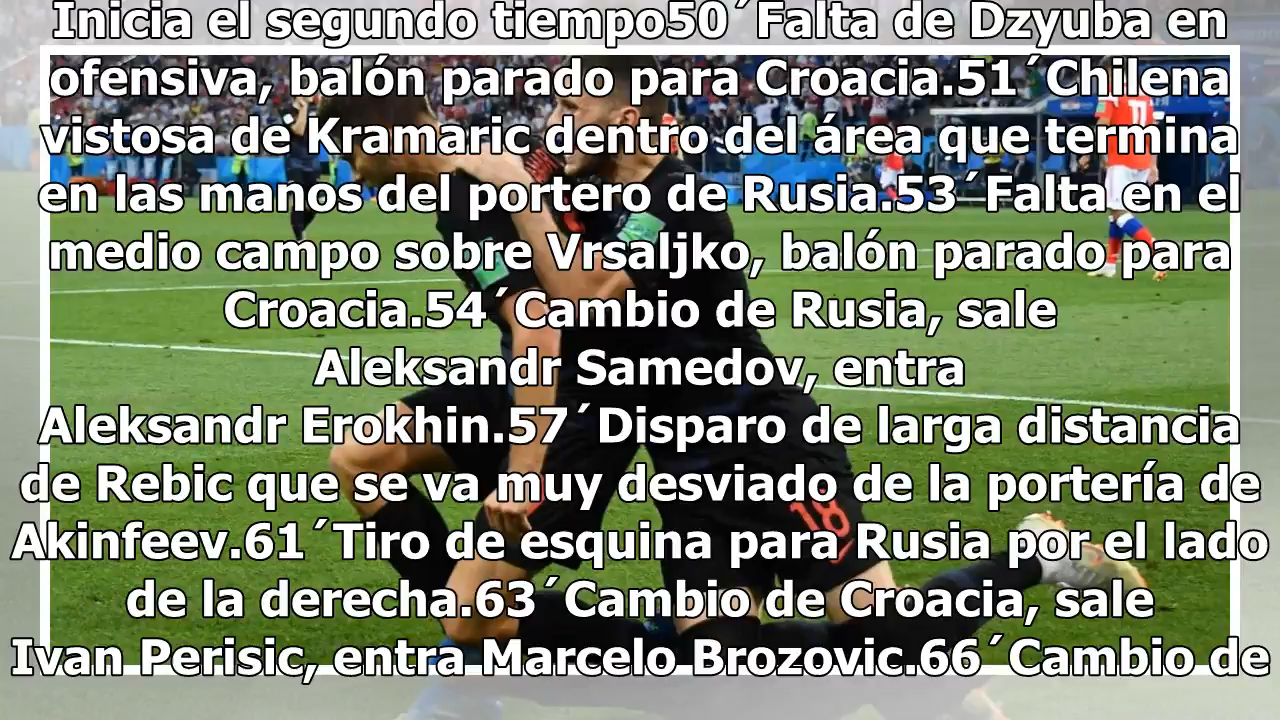 Inicia el segundo tiempo50´Falta de Dzyuba en
ofensiva, balón parado para Croacia.51´Chilena
vistosa de Kramaric dentro del área que termina
en las manos del portero de Rusia.53´Falta en el
medio campo sobre Vrsaljko, balón parado para
Croacia.54´Cambio de Rusia, sale
Aleksandr Samedov, entra
Aleksandr Erokhin.57´Disparo de larga distancia
de Rebic que se va muy desviado de la portería de
Akinfeev.61´Tiro de esquina para Rusia por el lado
de la derecha.63´Cambio de Croacia, sale
Ivan Perisic, entra Marcelo Brozovic.66´Cambio de
17
18